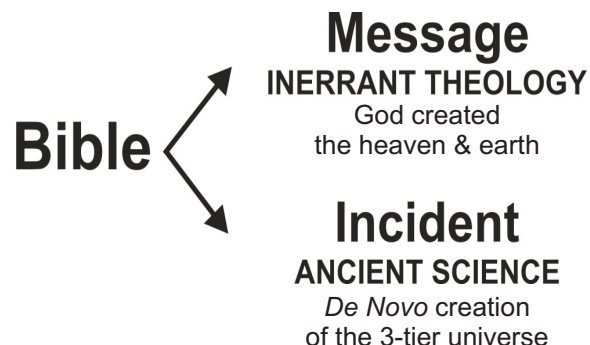 Bible
Message
INERRANT THEOLOGY
God created
the heaven & earth
Incident
ANCIENT SCIENCE
De Novo creation
of the 3-tier universe